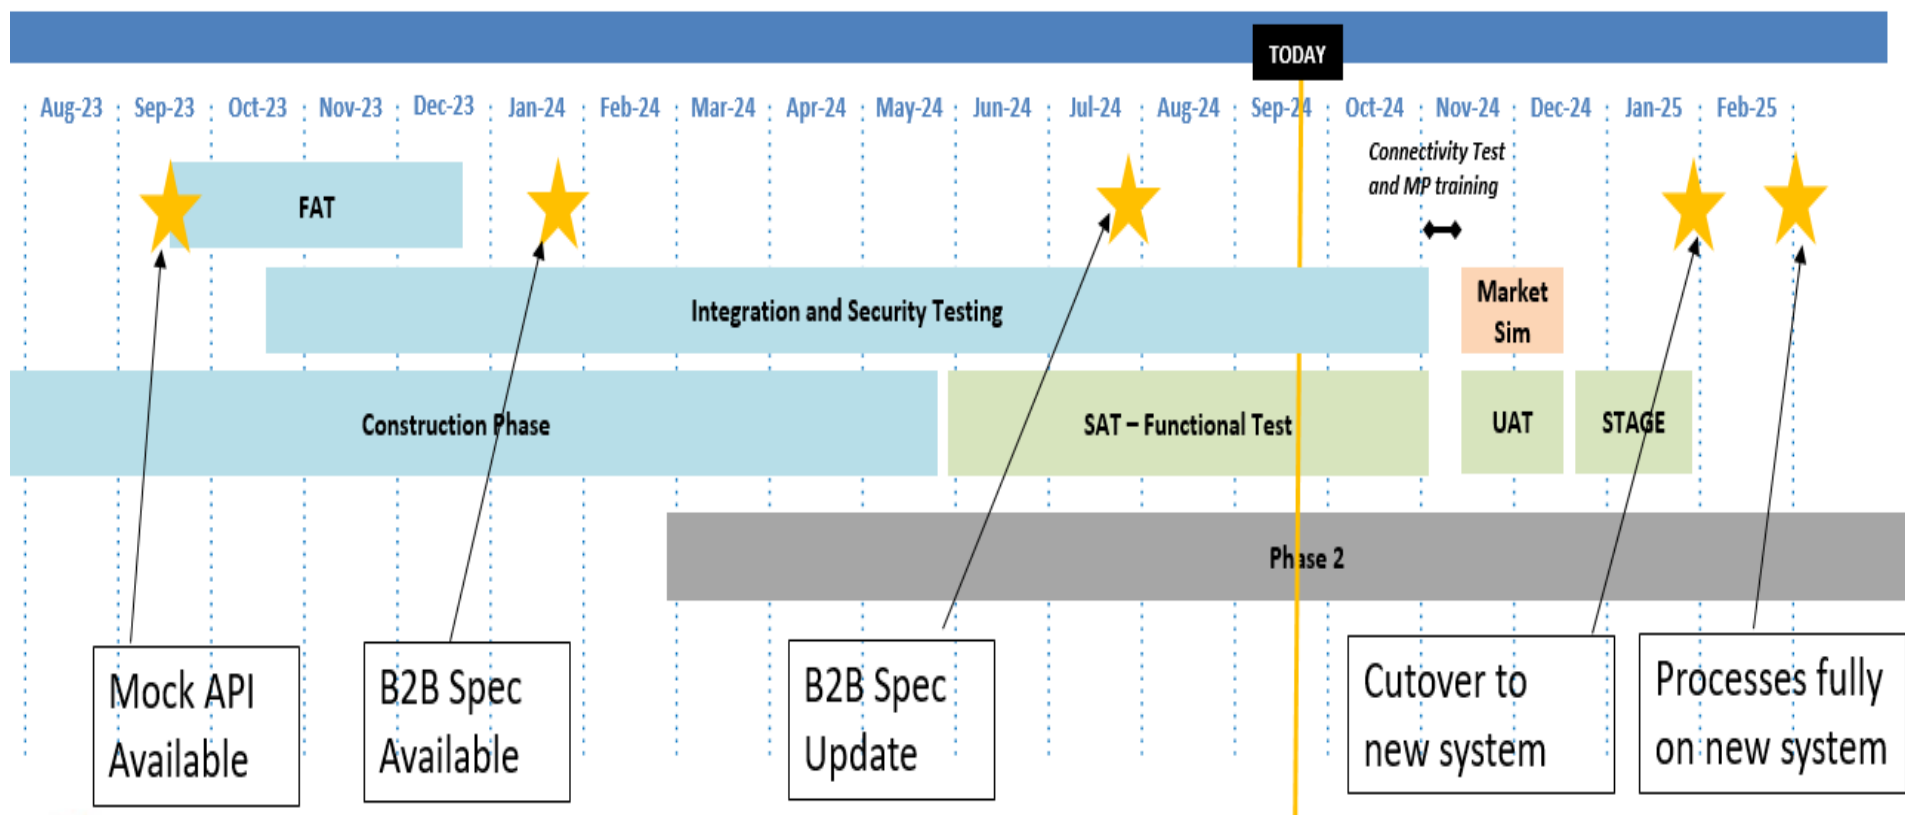 TODAY
Aug-23 Sep-23 Oct-23 Nov-23 Dec-23 Jan-24 Feb-24 Mar-24 Apr-24 May-24 Jun-24 Jul-24 Aug-24 Sep-24 Oct-24 Nov-24 Dec-24 Jan-25 Feb-25
Connectivity Test
and MP training
FAT
Integration and Security Testing
Market
Sim
Construction Phase
SAT – Functional Test
UAT
STAGE
Phase 2
Mock API
Available
B2B Spec
Available
B2B Spec
Update
Cutover to
new system
Processes fully
on new system